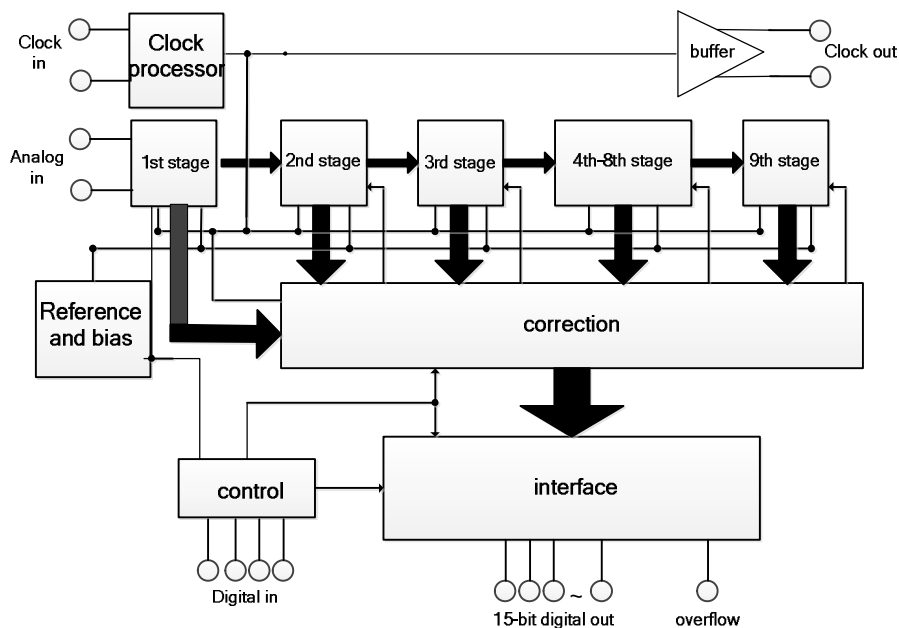 Clock
in
Clock
processor
buffer
Clock out
Analog
in
1st stage
2nd stage
3rd stage
4th-8th stage
9th stage
Reference
and bias
correction
control
interface
Digital in
~
15-bit digital out
overflow